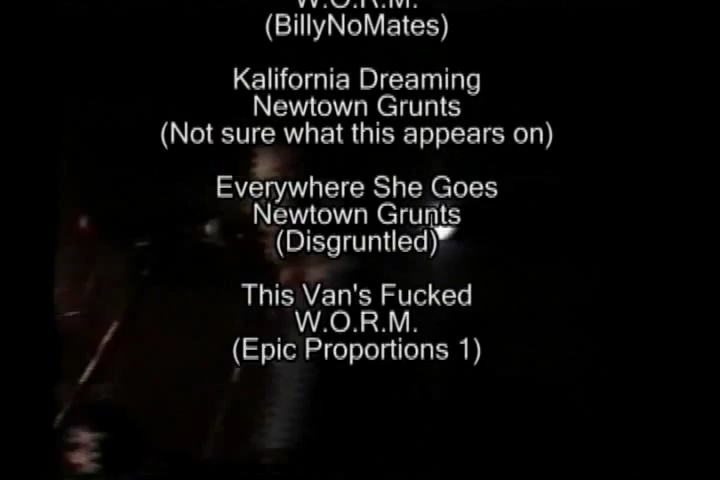 W.O.R.M.
(BillyNoMates)
Kalifornia Dreaming
Newtown Grunts
(Not sure what this appears on)
Everywhere She Goes
Newtown Grunts
(Disgruntled)
This Van's Fucked
W.O.R.M.
(Epic Proportions 1)